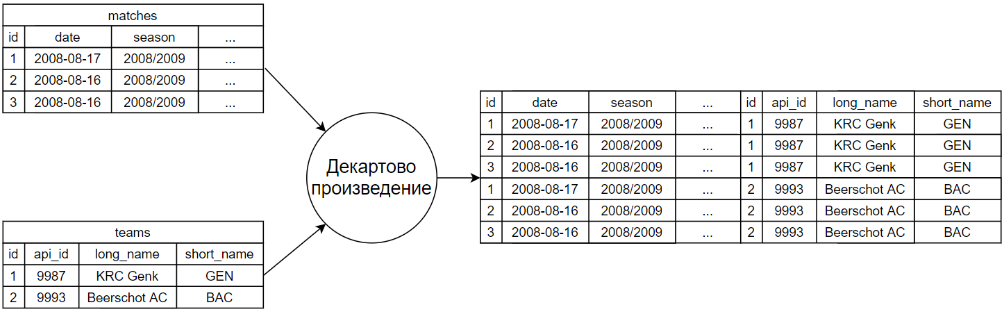 matches
id date season ...
1 2008-08-17 2008/2009 ...
2 2008-08-16 2008/2009 ...
3 2008-08-16 2008/2009 ...
teams
id api_id long_name short_name
1 9987 KRC Genk GEN
2 9993 Beerschot AC BAC
Декартово
произведение
id date season ... id api_id long_name short_name
1 2008-08-17 2008/2009 ... 1 9987 KRC Genk GEN
2 2008-08-16 2008/2009 ... 1 9987 KRC Genk GEN
3 2008-08-16 2008/2009 ... 1 9987 KRC Genk GEN
1 2008-08-17 2008/2009 ... 2 9993 Beerschot AC BAC
2 2008-08-16 2008/2009 ... 2 9993 Beerschot AC BAC
3 2008-08-16 2008/2009 ... 2 9993 Beerschot AC BAC